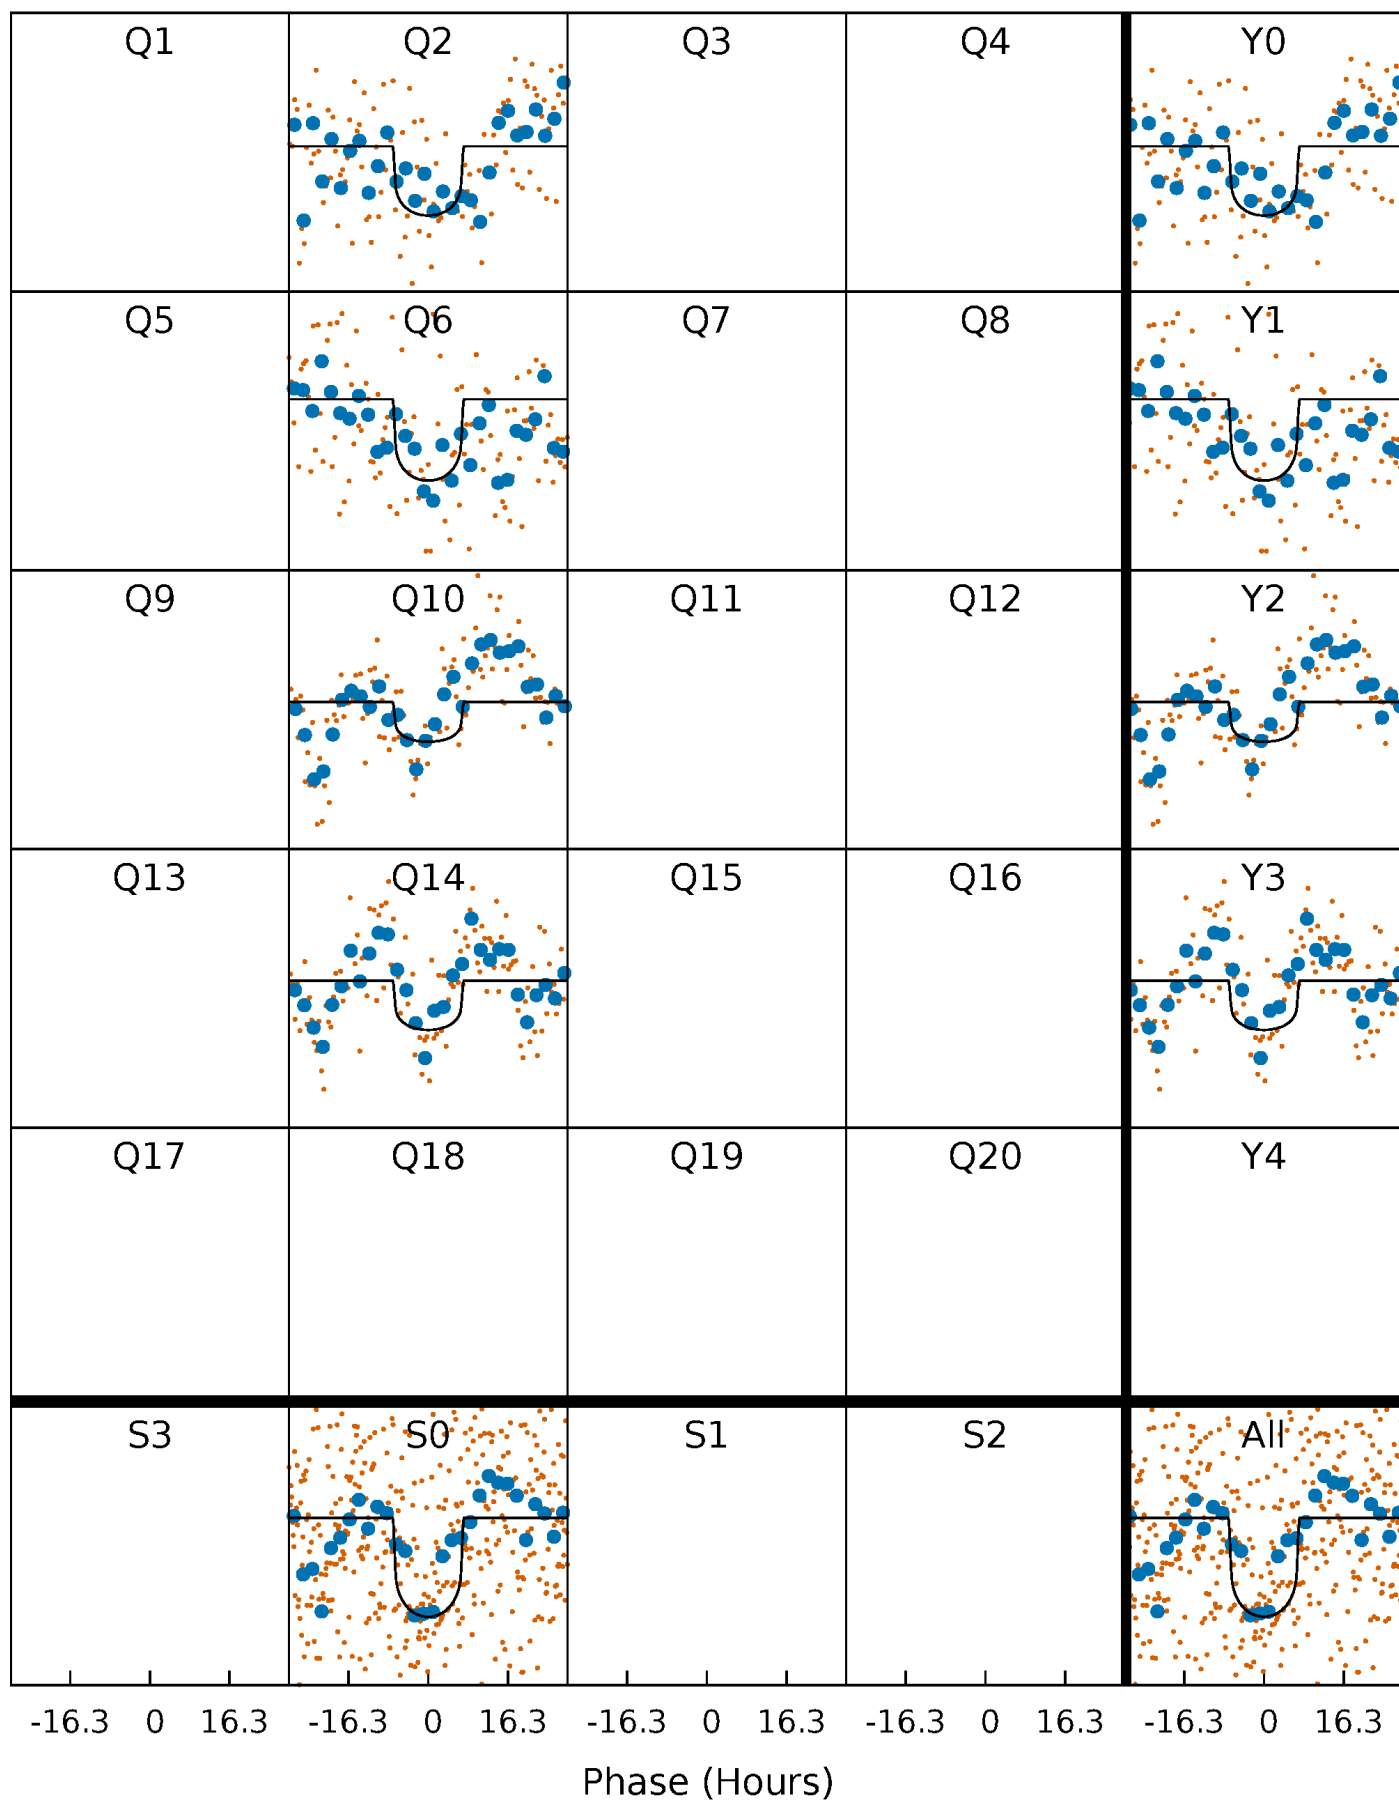 Q1 Q2 Q3 Q4 Y0
Q5 Q6 Q7 Q8 Y1
Q9 Q10 Q11 Q12 Y2
Q13 Q14 Q15 Q16 Y3
Q17 Q18 Q19 Q20 Y4
S3 S0 S1 S2 All
-16.3 0 16.3 -16.3 0 16.3 -16.3 0 16.3 -16.3 0 16.3 -16.3 0 16.3
Phase (Hours)